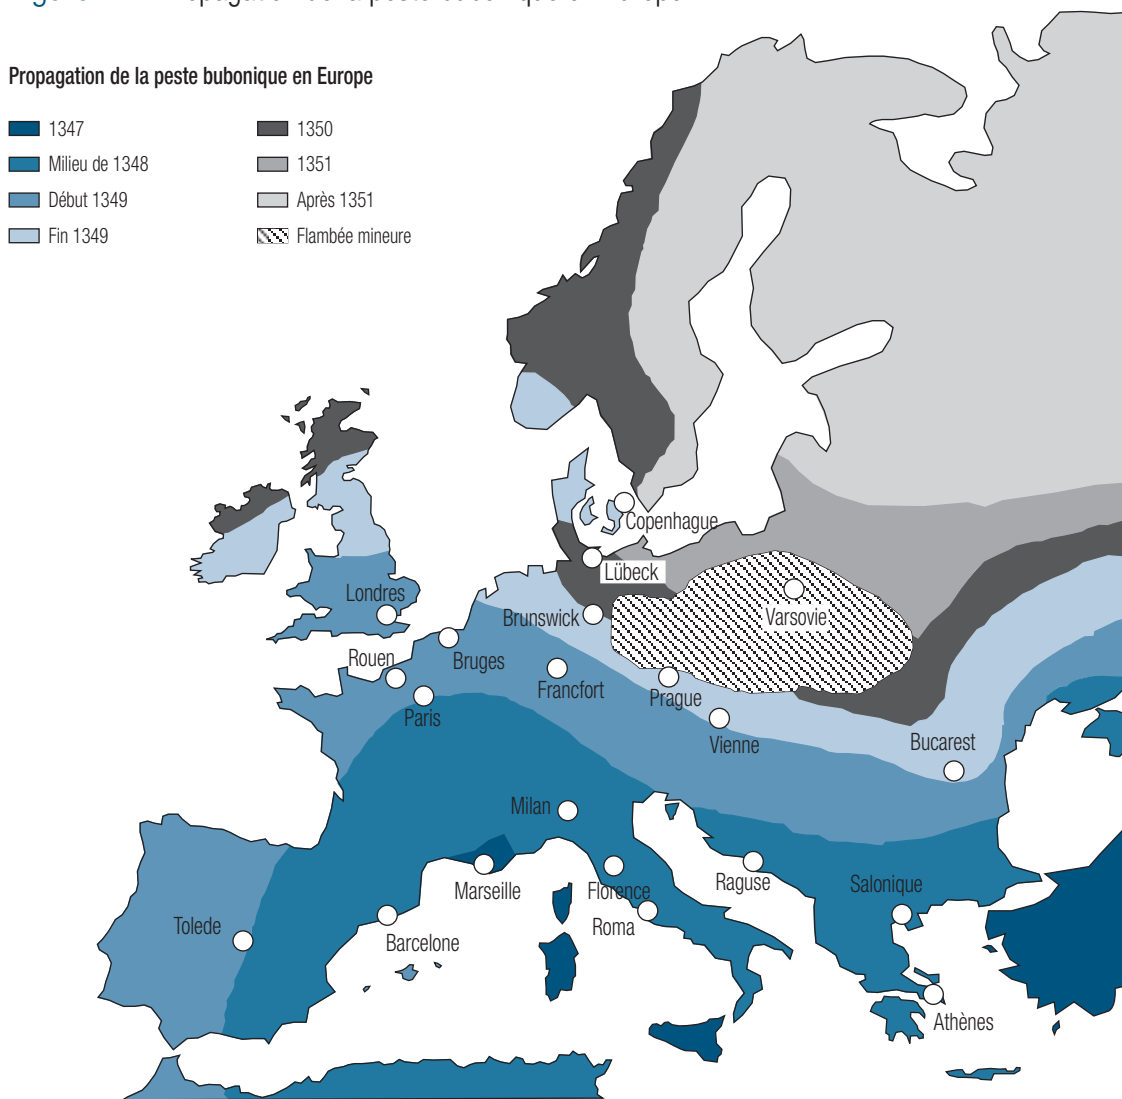 Propagation de la peste bubonique en Europe
1347
Milieu de 1348
Début 1349
Fin 1349
1350
1351
Après 1351
Flambée mineure
Copenhague
Lübeck
Londres
Brunswick
Varsovie
Rouen
Bruges
Francfort
Prague
Paris
Vienne
Bucarest
Milan
Marseille
Florence
Raguse
Salonique
Roma
Tolede
Barcelone
Athènes